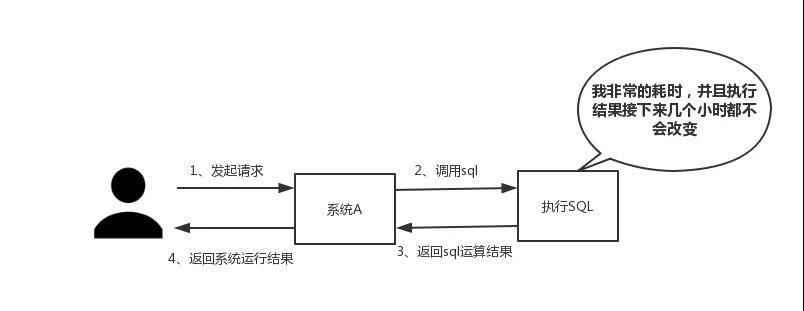 我非常的耗时，并且执行
结果接下来几个小时都不
会改变
1、发起请求
2、调用sql
系统A
执行SQL
4、返回系统运行结果
3、返回sql运算结果